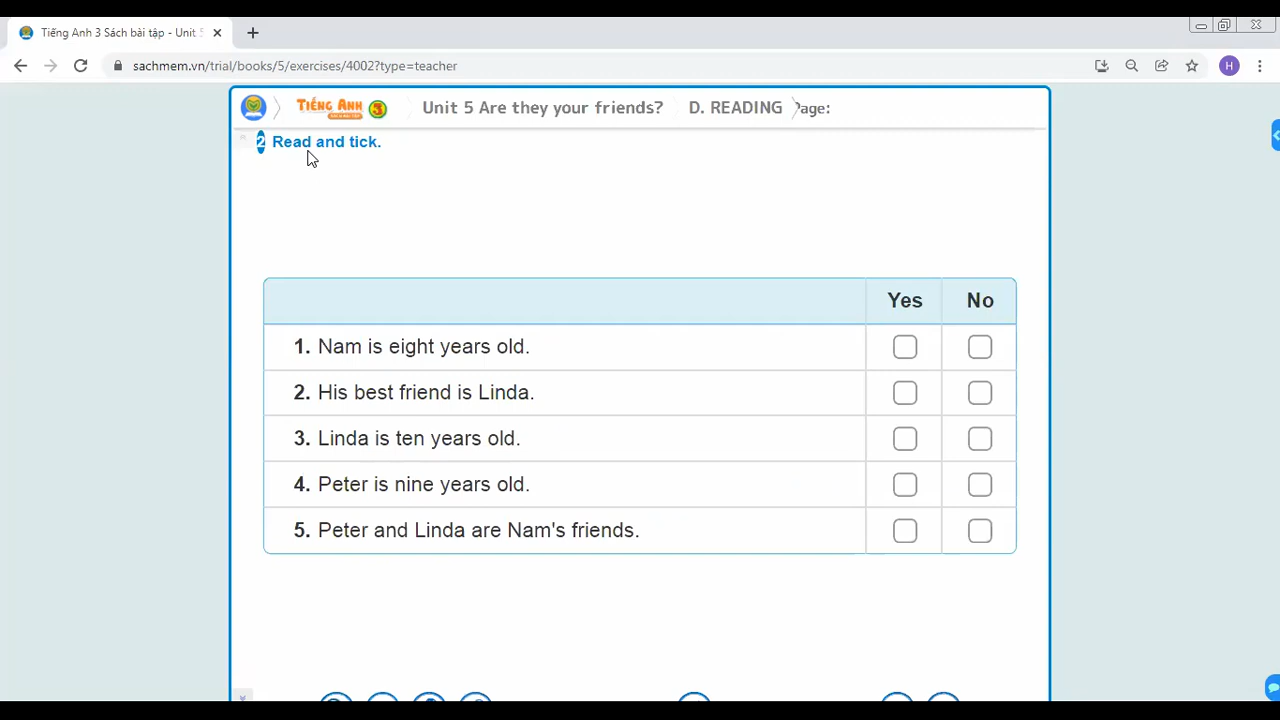 Tiếng Anh 3 Sách bài tập - Unit 5
sachmem.vn/trial/books/5/exercises/4002?type=teacher
H
TIẾNG ANH 3
Unit 5 Are they your friends?
D. READING
Page:
2 Read and tick.
Yes No
1. Nam is eight years old.
2. His best friend is Linda.
3. Linda is ten years old.
4. Peter is nine years old.
5. Peter and Linda are Nam's friends.